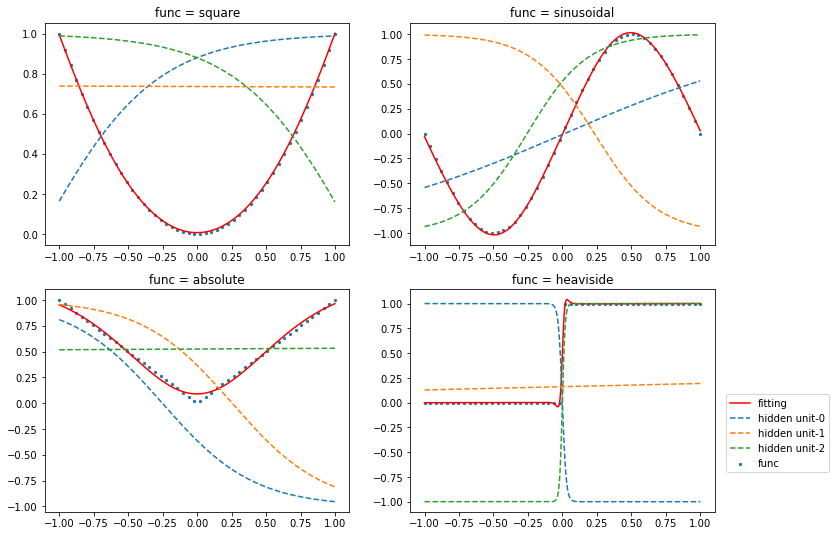 func = square
1.0
0.8
0.6
0.4
0.2
0.0
−1.00 −0.75 −0.50 −0.25 0.00 0.25 0.50 0.75 1.00
func = sinusoidal
1.00
0.75
0.50
0.25
0.00
−0.25
−0.50
−0.75
−1.00
−1.00 −0.75 −0.50 −0.25 0.00 0.25 0.50 0.75 1.00
func = absolute
1.00
0.75
0.50
0.25
0.00
−0.25
−0.50
−0.75
−1.00
−1.00 −0.75 −0.50 −0.25 0.00 0.25 0.50 0.75 1.00
func = heaviside
1.00
0.75
0.50
0.25
0.00
−0.25
−0.50
−0.75
−1.00
−1.00 −0.75 −0.50 −0.25 0.00 0.25 0.50 0.75 1.00
fitting
hidden unit-0
hidden unit-1
hidden unit-2
func